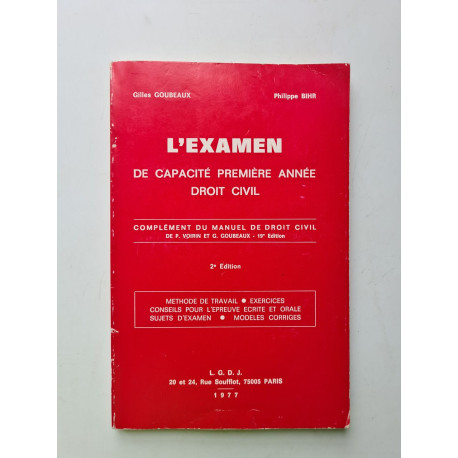 Gilles GOUBEAUX Philippe BIHR
L'EXAMEN
DE CAPACITÉ PREMIÈRE ANNÉE
DROIT CIVIL
COMPLÉMENT DU MANUEL DE DROIT CIVIL
DE P. VOIRIN ET G. GOUBEAUX - 19e Edition
2e Edition
METHODE DE TRAVAIL ● EXERCICES
CONSEILS POUR L'EPREUVE ECRITE ET ORALE
SUJETS D'EXAMEN ● MODELES CORRIGES
L. G. D. J.
20 et 24, Rue Soufflot, 75005 PARIS
1977